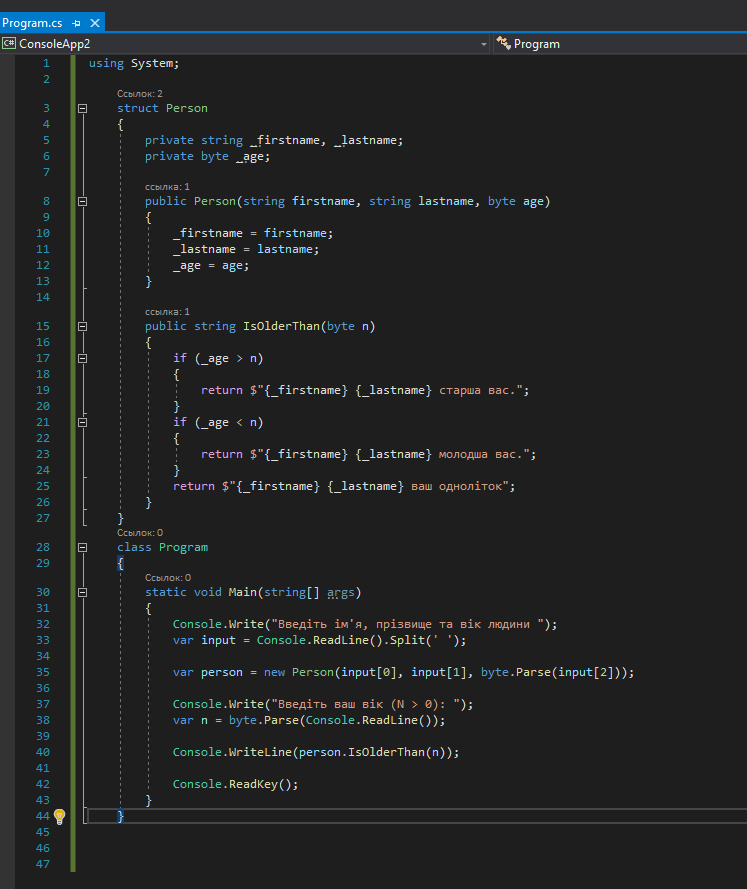 Program.cs
C# ConsoleApp2 Program
1 using System;
2
Ссылок: 2
3 struct Person
4 {
5 private string _firstname, _lastname;
6 private byte _age;
7
ссылка: 1
8 public Person(string firstname, string lastname, byte age)
9 {
10 _firstname = firstname;
11 _lastname = lastname;
12 _age = age;
13 }
14
ссылка: 1
15 public string IsOlderThan(byte n)
16 {
17 if (_age > n)
18 {
19 return $"{_firstname} {_lastname} старша вас.";
20 }
21 if (_age < n)
22 {
23 return $"{_firstname} {_lastname} молодша вас.";
24 }
25 return $"{_firstname} {_lastname} ваш одноліток";
26 }
27 }
Ссылок: 0
28 class Program
29 {
Ссылок: 0
30 static void Main(string[] args)
31 {
32 Console.Write("Введіть ім'я, прізвище та вік людини ");
33 var input = Console.ReadLine().Split(' ');
34
35 var person = new Person(input[0], input[1], byte.Parse(input[2]));
36
37 Console.Write("Введіть ваш вік (N > 0): ");
38 var n = byte.Parse(Console.ReadLine());
39
40 Console.WriteLine(person.IsOlderThan(n));
41
42 Console.ReadKey();
43 }
44 }
45
46
47